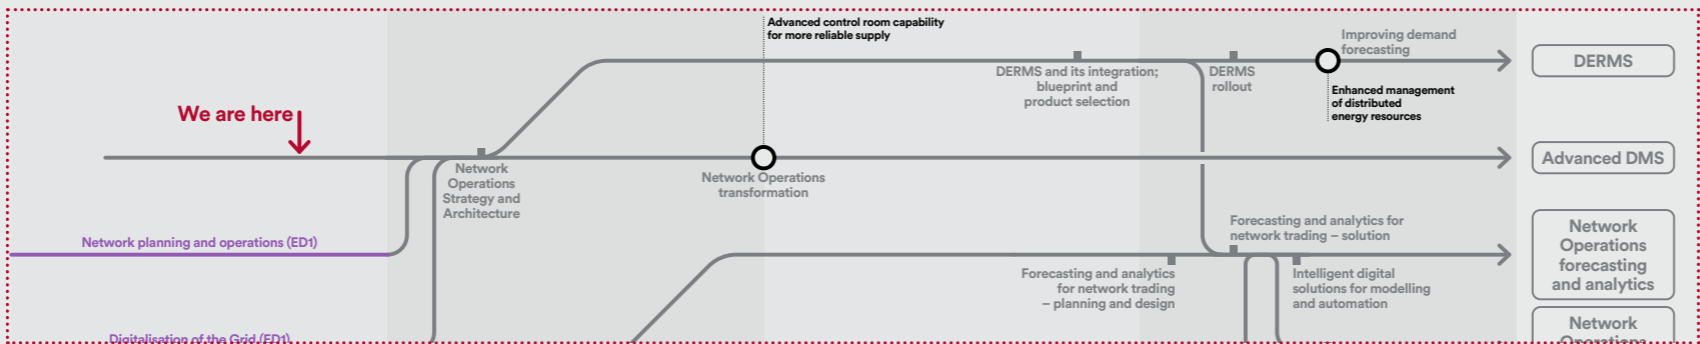 Advanced control room capability
for more reliable supply
Improving demand
forecasting
DERMS
DERMS and its integration;
blueprint and
product selection
DERMS
rollout
Enhanced management
of distributed
energy resources
We are here
Advanced DMS
Network
Operations
Strategy and
Architecture
Network Operations
transformation
Network planning and operations (ED1)
Forecasting and analytics for
network trading – solution
Network
Operations
forecasting
and analytics
Forecasting and analytics
for network trading
– planning and design
Intelligent digital
solutions for modelling
and automation
Digitalisation of the Grid (ED1)
Network
Operations